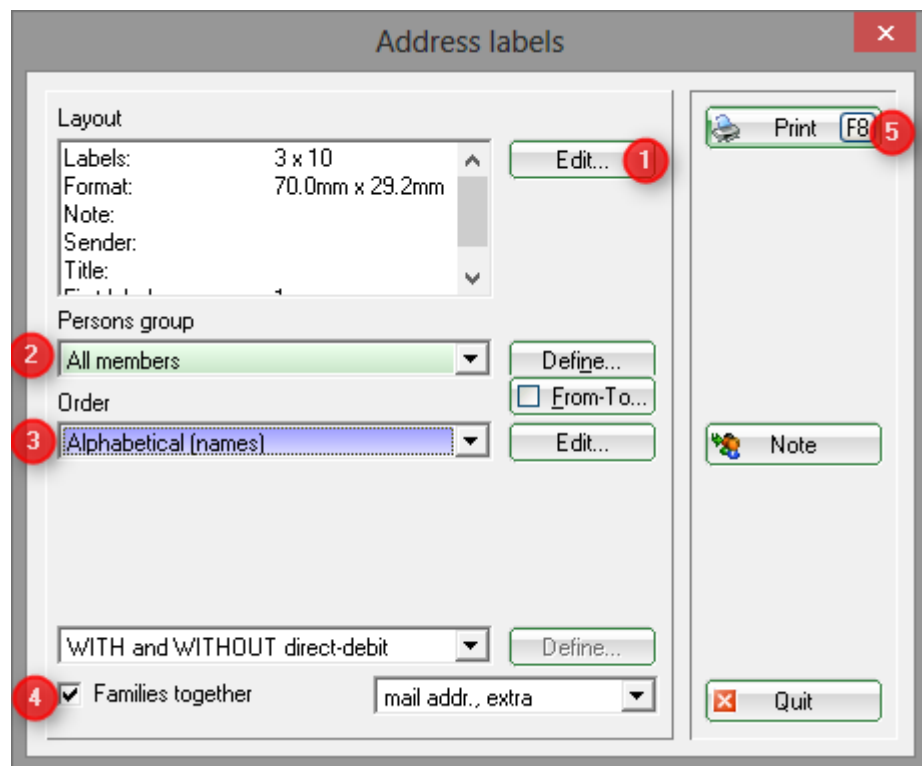 Address labels
Layout
Labels: 3 x 10
Format: 70.0mm x 29.2mm
Note:
Sender:
Title:
Edit... 1
Print F8 5
Persons group
2 All members
Define...
From-To...
Order
3 Alphabetical (names)
Edit...
Note
WITH and WITHOUT direct-debit
Define...
4 Families together
mail addr., extra
Quit